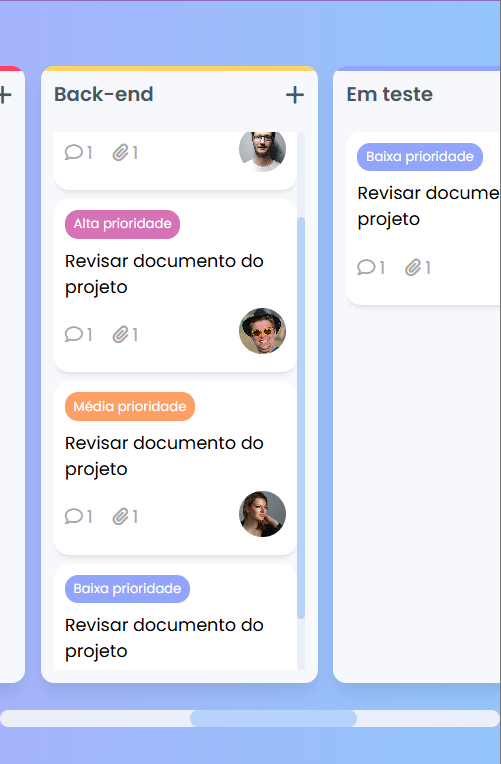 Back-end
1 1
Alta prioridade
Revisar documento do
projeto
1 1
Média prioridade
Revisar documento do
projeto
1 1
Baixa prioridade
Revisar documento do
projeto
Em teste
Baixa prioridade
Revisar docume
projeto
1 1